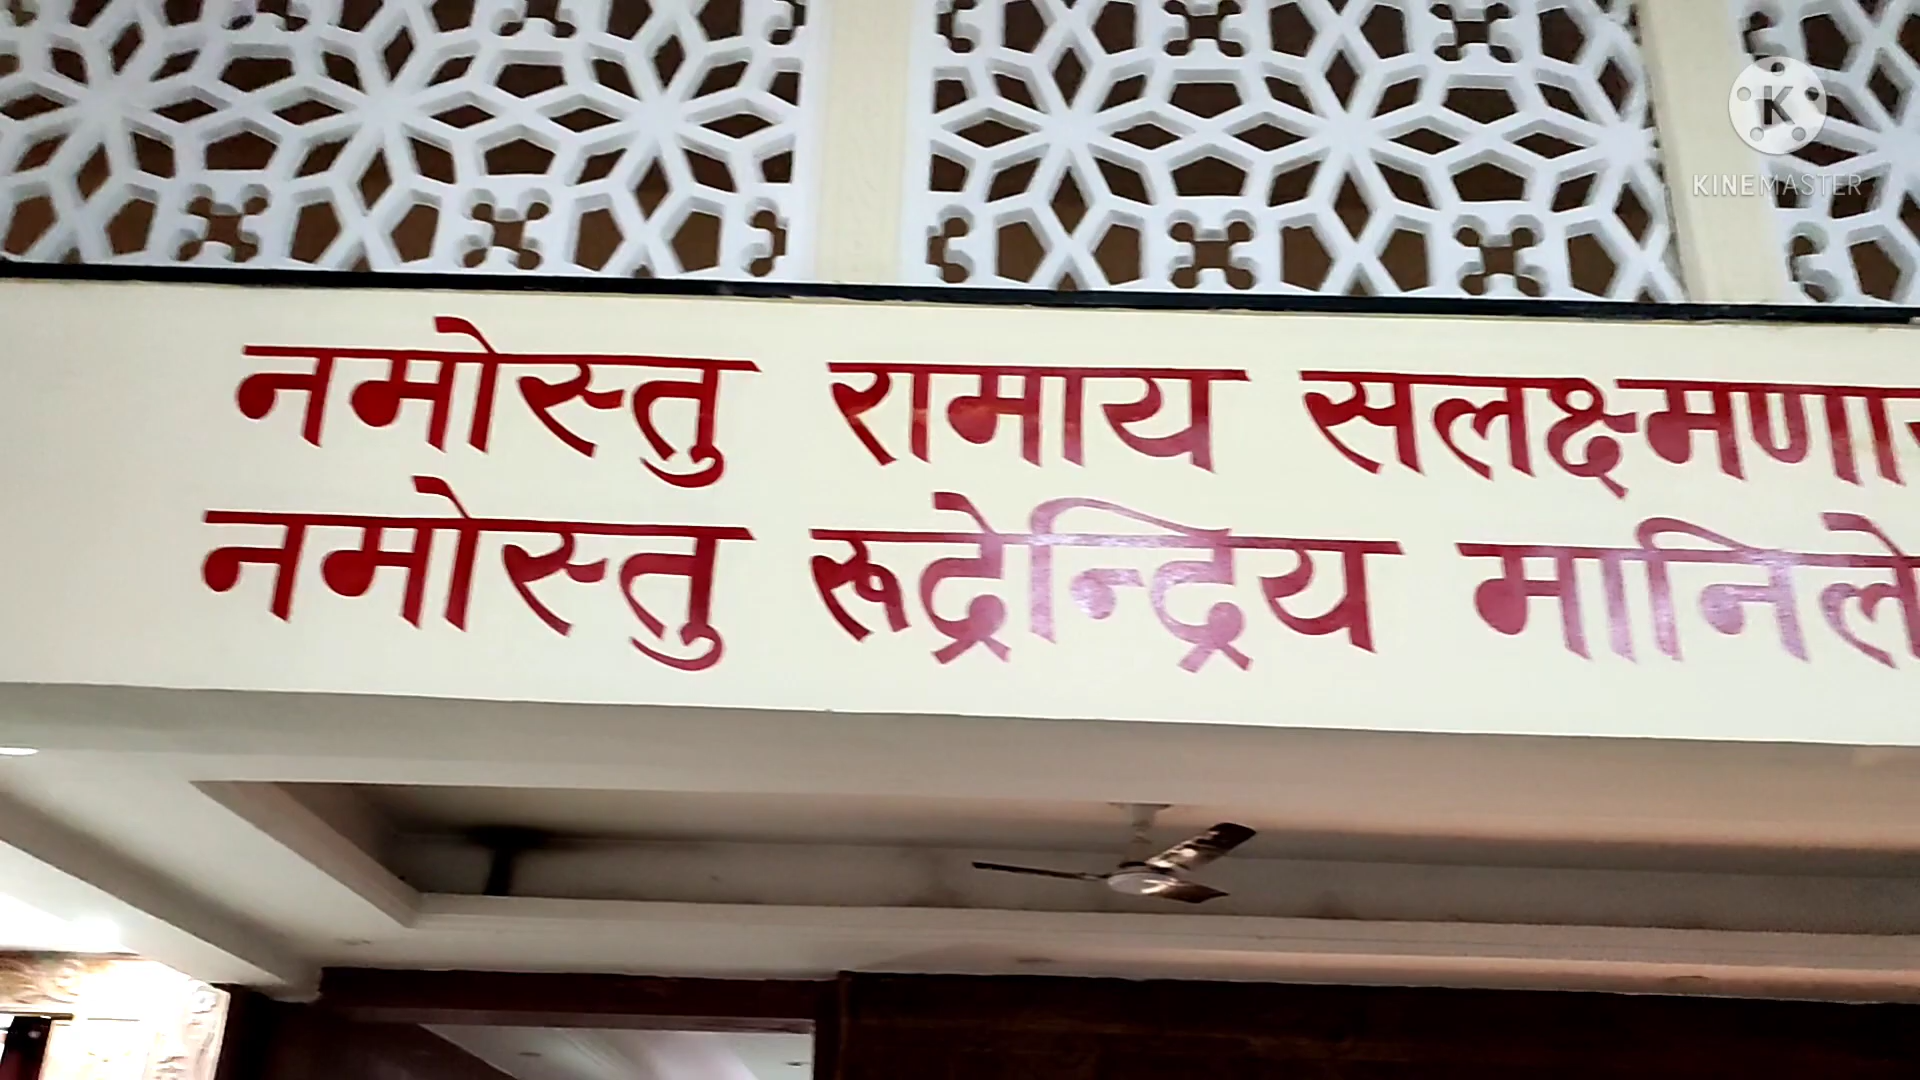 नमोस्तु रामाय सलक्ष्मणा
नमोस्तु रूद्रेन्द्रिय मानिले
KINEMASTER